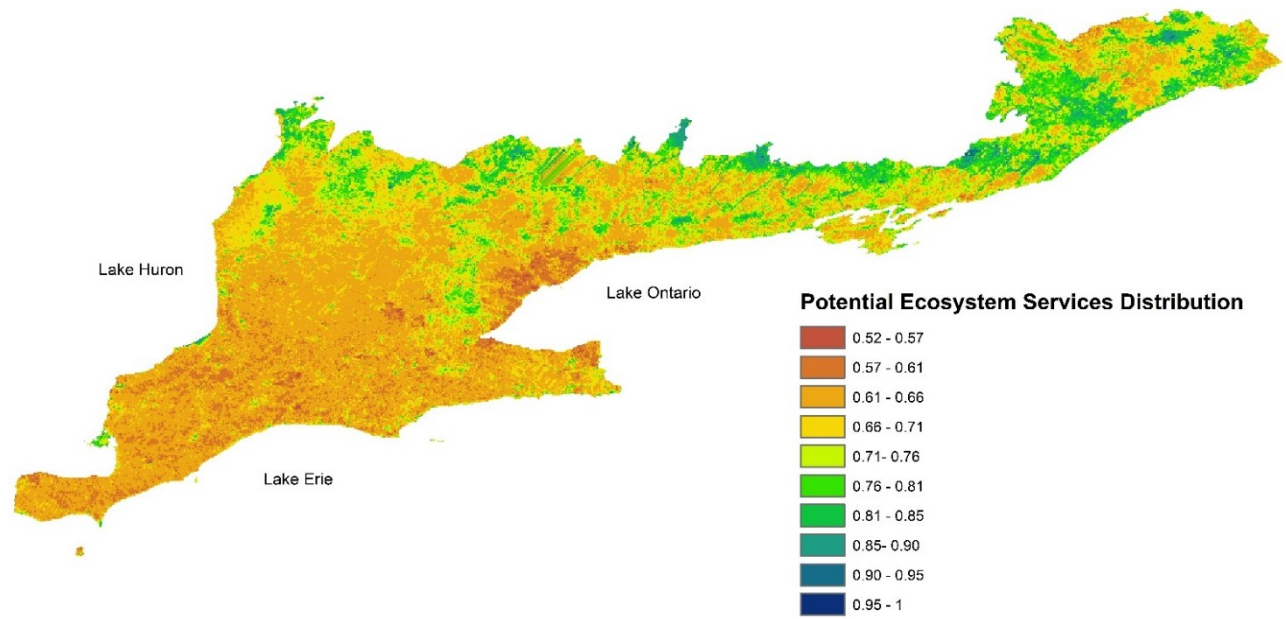 Lake Huron
Lake Ontario
Lake Erie
Potential Ecosystem Services Distribution
0.52 - 0.57
0.57 - 0.61
0.61 - 0.66
0.66 - 0.71
0.71- 0.76
0.76 - 0.81
0.81 - 0.85
0.85- 0.90
0.90 - 0.95
0.95 - 1